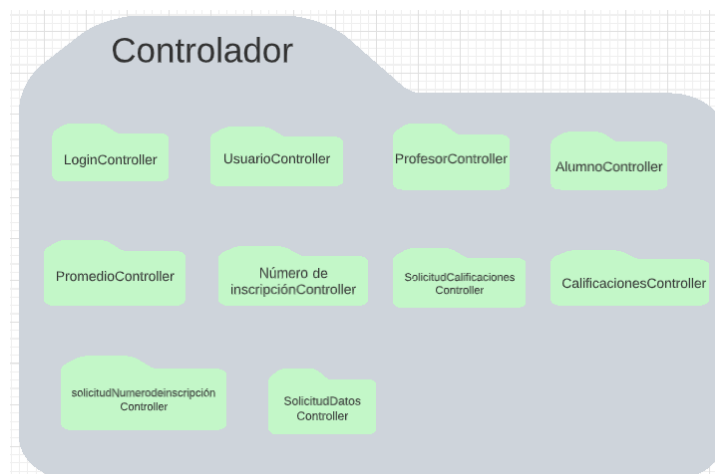 Controlador
LoginController
UsuarioController
ProfesorController
AlumnoController
PromedioController
Número de
inscripciónController
SolicitudCalificaciones
Controller
CalificacionesController
solicitudNumerodeinscripción
Controller
SolicitudDatos
Controller